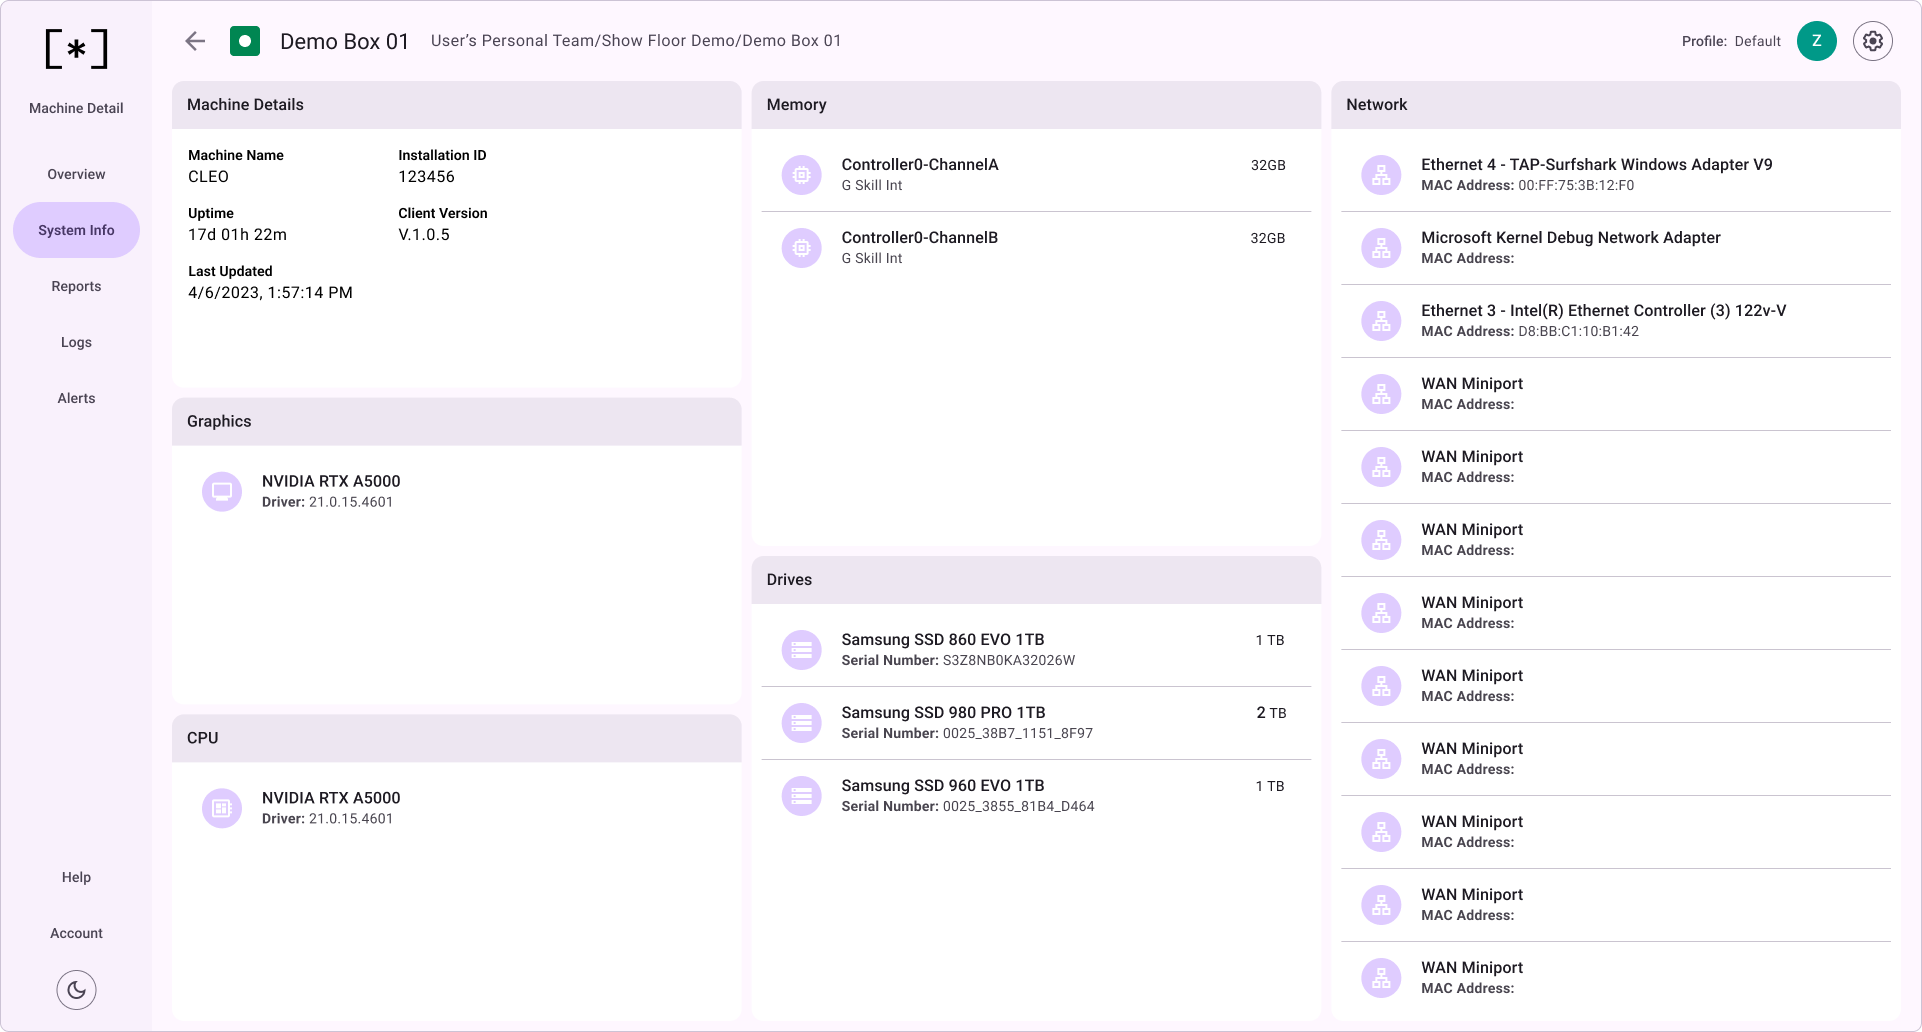 [*]
Machine Detail
Overview
System Info
Reports
Logs
Alerts
Help
Account
Demo Box 01
User’s Personal Team/Show Floor Demo/Demo Box 01
Profile: Default
Z
Machine Details
Machine Name
CLEO
Installation ID
123456
Uptime
17d 01h 22m
Client Version
V.1.0.5
Last Updated
4/6/2023, 1:57:14 PM
Graphics
NVIDIA RTX A5000
Driver: 21.0.15.4601
CPU
NVIDIA RTX A5000
Driver: 21.0.15.4601
Memory
Controller0-ChannelA
32GB
G Skill Int
Controller0-ChannelB
32GB
G Skill Int
Drives
Samsung SSD 860 EVO 1TB
1 TB
Serial Number: S3Z8NB0KA32026W
Samsung SSD 980 PRO 1TB
2 TB
Serial Number: 0025_38B7_1151_8F97
Samsung SSD 960 EVO 1TB
1 TB
Serial Number: 0025_3855_81B4_D464
Network
Ethernet 4 - TAP-Surfshark Windows Adapter V9
MAC Address: 00:FF:75:3B:12:F0
Microsoft Kernel Debug Network Adapter
MAC Address:
Ethernet 3 - Intel(R) Ethernet Controller (3) 122v-V
MAC Address: D8:BB:C1:10:B1:42
WAN Miniport
MAC Address:
WAN Miniport
MAC Address:
WAN Miniport
MAC Address:
WAN Miniport
MAC Address:
WAN Miniport
MAC Address:
WAN Miniport
MAC Address:
WAN Miniport
MAC Address:
WAN Miniport
MAC Address:
WAN Miniport
MAC Address: